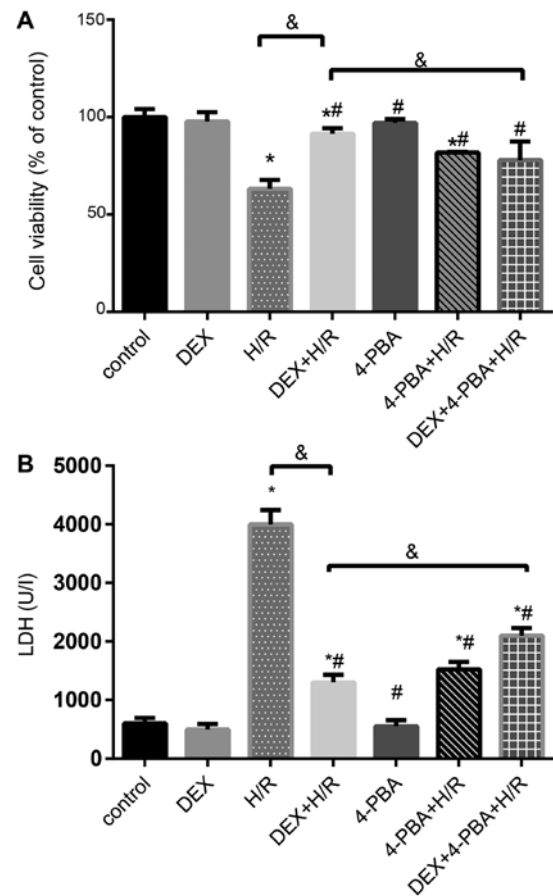 A
Cell viability (% of control)
150
100
50
0
&
&
*
*#
#
*#
#
control
DEX
H/R
DEX+H/R
4-PBA
4-PBA+H/R
DEX+4-PBA+H/R
B
LDH (U/l)
5000
4000
3000
2000
1000
0
&
&
*
*#
#
*#
*#
control
DEX
H/R
DEX+H/R
4-PBA
4-PBA+H/R
DEX+4-PBA+H/R